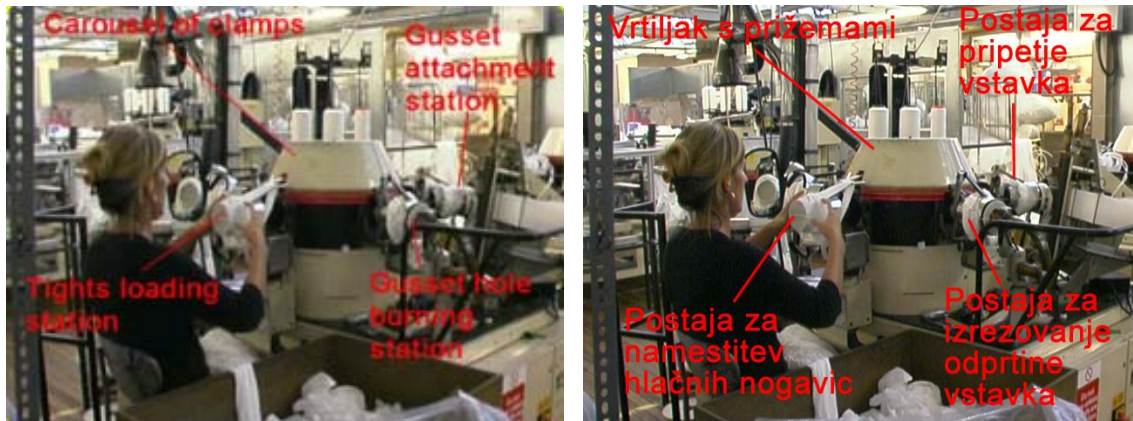 Carousel of clamps
Gusset
attachment
station
Tights loading
station
Gusset hole
burning
station
Vrtiljak s prižemami
Postaja za
pripetje
vstavka
Postaja za
namestitev
hlačnih nogavic
Postaja za
izrezovanje
odprtine
vstavka